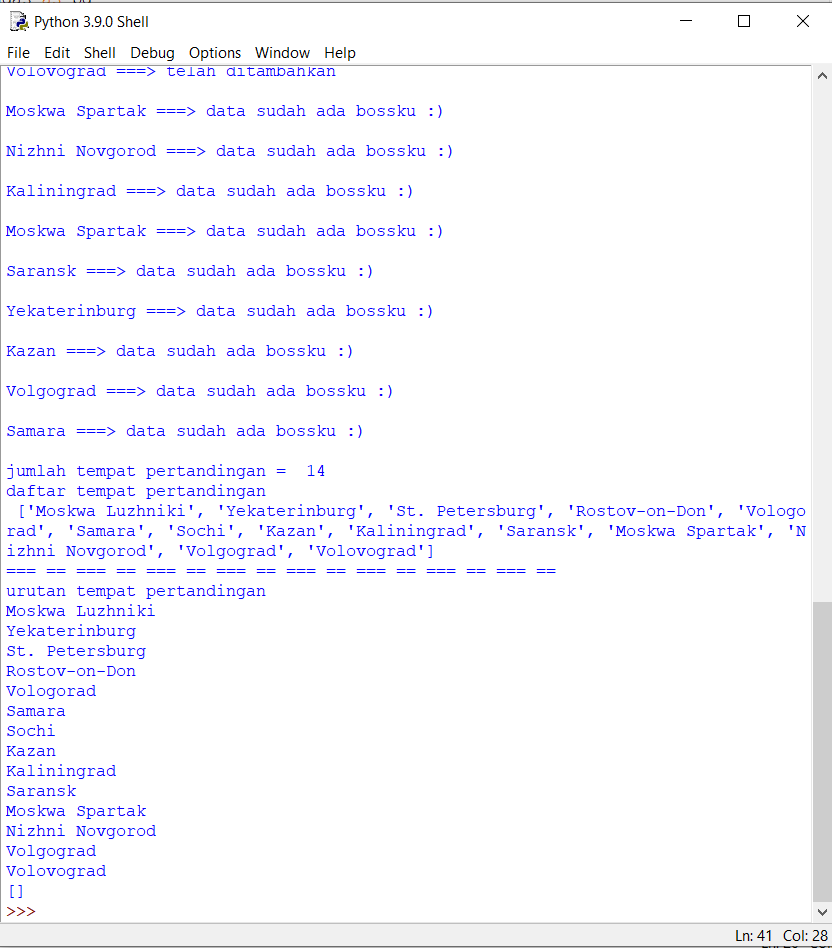 Python 3.9.0 Shell
File Edit Shell Debug Options Window Help
Volovograd ===> telah ditambahkan
Moskwa Spartak ===> data sudah ada bossku :)
Nizhni Novgorod ===> data sudah ada bossku :)
Kaliningrad ===> data sudah ada bossku :)
Moskwa Spartak ===> data sudah ada bossku :)
Saransk ===> data sudah ada bossku :)
Yekaterinburg ===> data sudah ada bossku :)
Kazan ===> data sudah ada bossku :)
Volgograd ===> data sudah ada bossku :)
Samara ===> data sudah ada bossku :)
jumlah tempat pertandingan =  14
daftar tempat pertandingan
 ['Moskwa Luzhniki', 'Yekaterinburg', 'St. Petersburg', 'Rostov-on-Don', 'Vologo
rad', 'Samara', 'Sochi', 'Kazan', 'Kaliningrad', 'Saransk', 'Moskwa Spartak', 'N
izhni Novgorod', 'Volgograd', 'Volovograd']
=== == === == === == === == === == === == === == === ==
urutan tempat pertandingan
Moskwa Luzhniki
Yekaterinburg
St. Petersburg
Rostov-on-Don
Vologorad
Samara
Sochi
Kazan
Kaliningrad
Saransk
Moskwa Spartak
Nizhni Novgorod
Volgograd
Volovograd
[]
>>>
Ln: 41 Col: 28